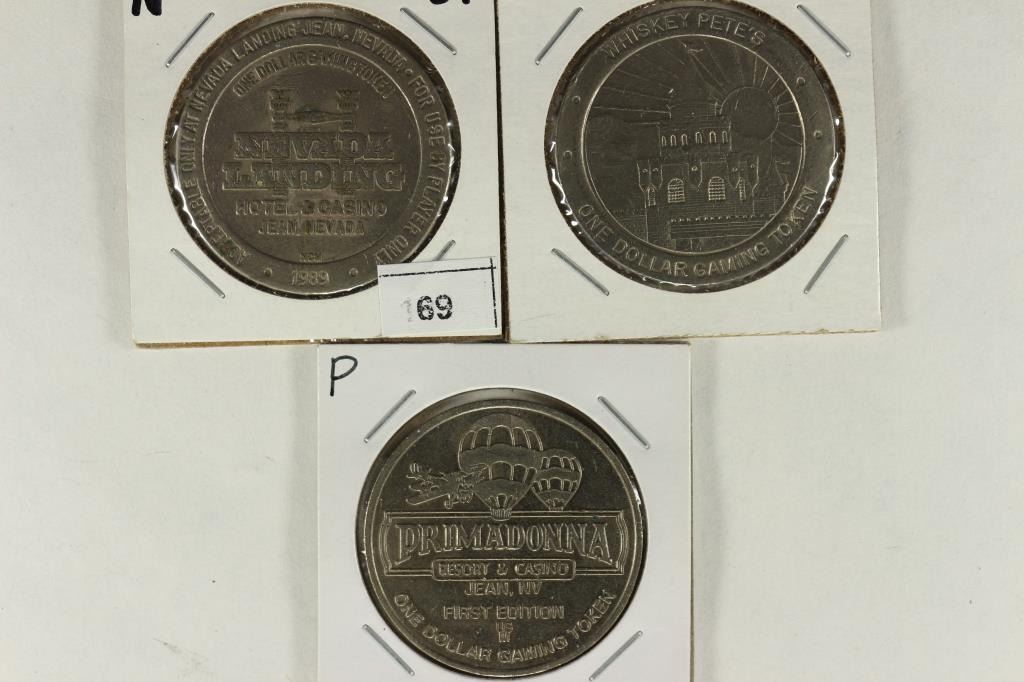 N
ACCEPTABLE ONLY AT NEVADA LANDING JEAN, NEVADA • FOR USE BY PLAYER ONLY
ONE DOLLAR GAMING TOKEN
NEVADA
LANDING
HOTEL & CASINO
JEAN, NEVADA
• 1989 •
169
WHISKEY PETE'S
ONE DOLLAR GAMING TOKEN
P
PRIMADONNA
RESORT & CASINO
JEAN, NV
FIRST EDITION
ONE DOLLAR GAMING TOKEN